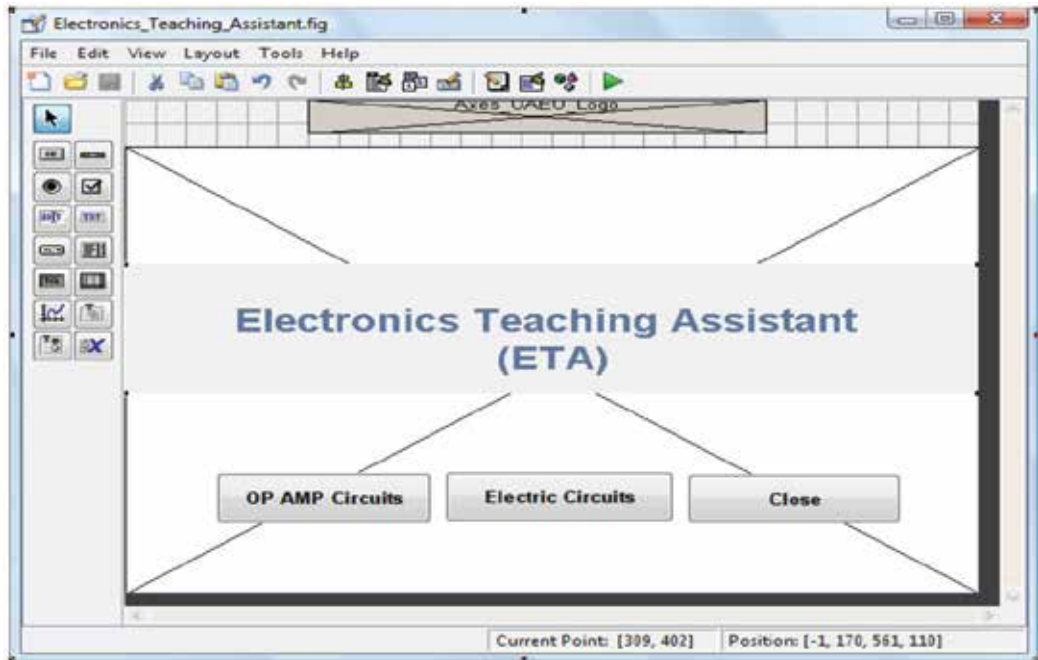 Electronics_Teaching_Assistant.fig
File Edit View Layout Tools Help
Axes_UAEU_Logo
Electronics Teaching Assistant
(ETA)
OP AMP Circuits
Electric Circuits
Close
Current Point: [309, 402]
Position: [-1, 170, 561, 110]